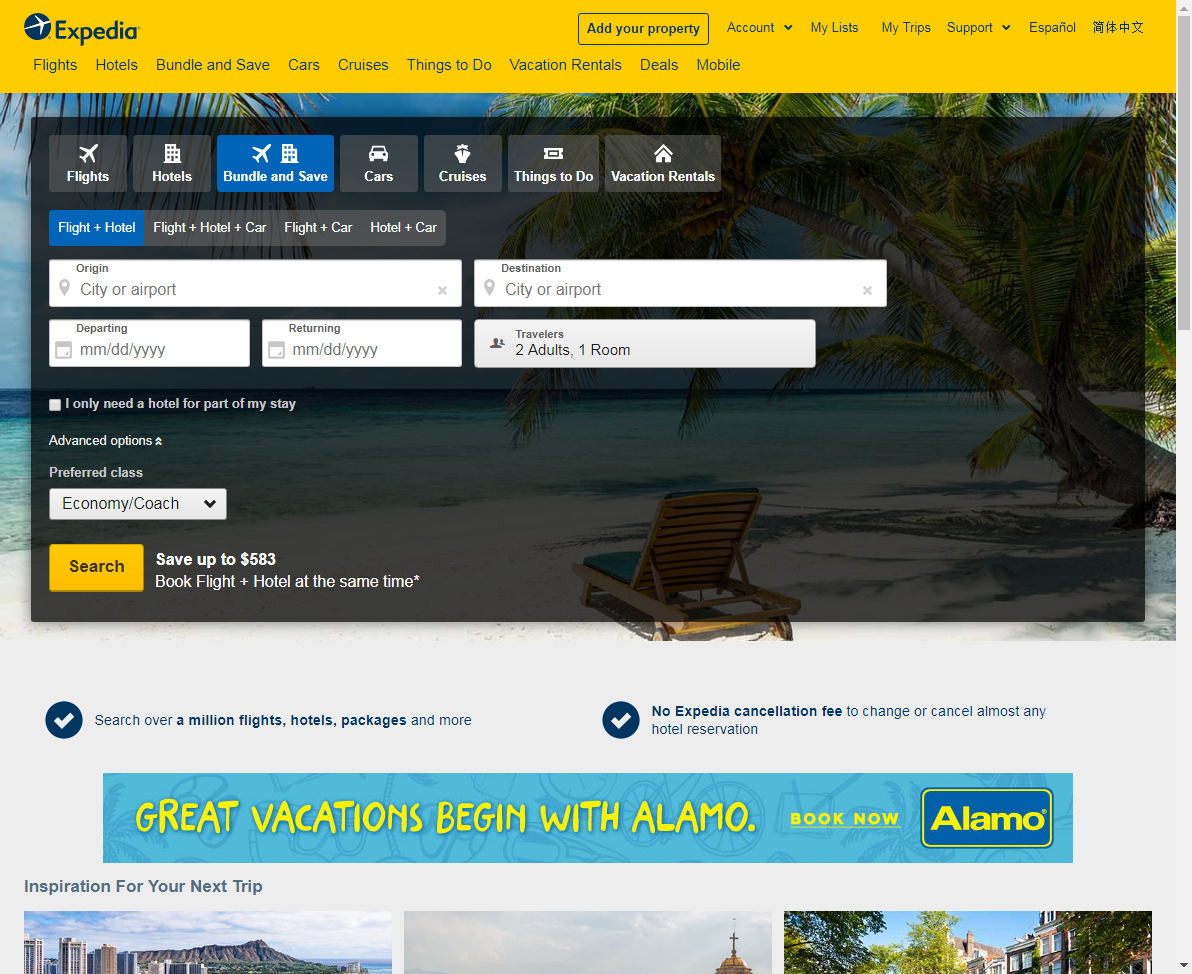 Expedia
Add your property
Account
My Lists
My Trips
Support
Español
简体中文
Flights
Hotels
Bundle and Save
Cars
Cruises
Things to Do
Vacation Rentals
Deals
Mobile
Flights
Hotels
Bundle and Save
Cars
Cruises
Things to Do
Vacation Rentals
Flight + Hotel
Flight + Hotel + Car
Flight + Car
Hotel + Car
Origin
City or airport
Destination
City or airport
Departing
mm/dd/yyyy
Returning
mm/dd/yyyy
Travelers
2 Adults, 1 Room
I only need a hotel for part of my stay
Advanced options
Preferred class
Economy/Coach
Search
Save up to $583
Book Flight + Hotel at the same time*
Search over a million flights, hotels, packages and more
No Expedia cancellation fee to change or cancel almost any
hotel reservation
GREAT VACATIONS BEGIN WITH ALAMO.
BOOK NOW
Alamo®
Inspiration For Your Next Trip